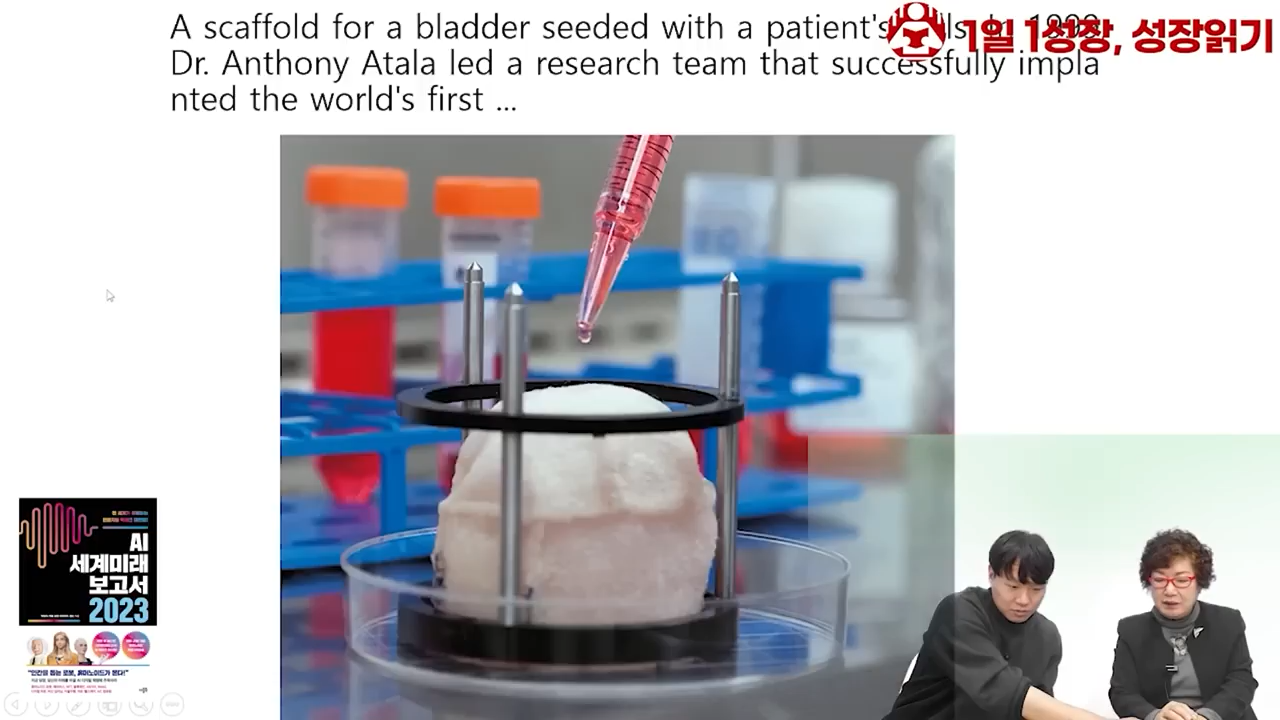 A scaffold for a bladder seeded with a patient's
1일 1성장, 성장읽기
Dr. Anthony Atala led a research team that successfully impla
nted the world's first ...
AI
세계미래
보고서
2023